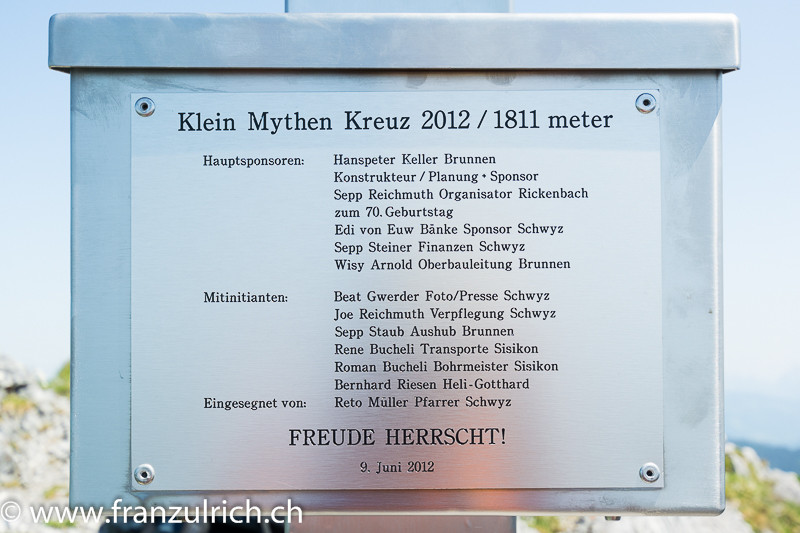 Klein Mythen Kreuz 2012 / 1811 meter
Hauptsponsoren: Hanspeter Keller Brunnen
Konstrukteur / Planung + Sponsor
Sepp Reichmuth Organisator Rickenbach
zum 70. Geburtstag
Edi von Euw Bänke Sponsor Schwyz
Sepp Steiner Finanzen Schwyz
Wisy Arnold Oberbauleitung Brunnen
Mitinitianten: Beat Gwerder Foto/Presse Schwyz
Joe Reichmuth Verpflegung Schwyz
Sepp Staub Aushub Brunnen
Rene Bucheli Transporte Sisikon
Roman Bucheli Bohrmeister Sisikon
Bernhard Riesen Heli-Gotthard
Eingesegnet von: Reto Müller Pfarrer Schwyz
FREUDE HERRSCHT!
9. Juni 2012
© www.franzulrich.ch